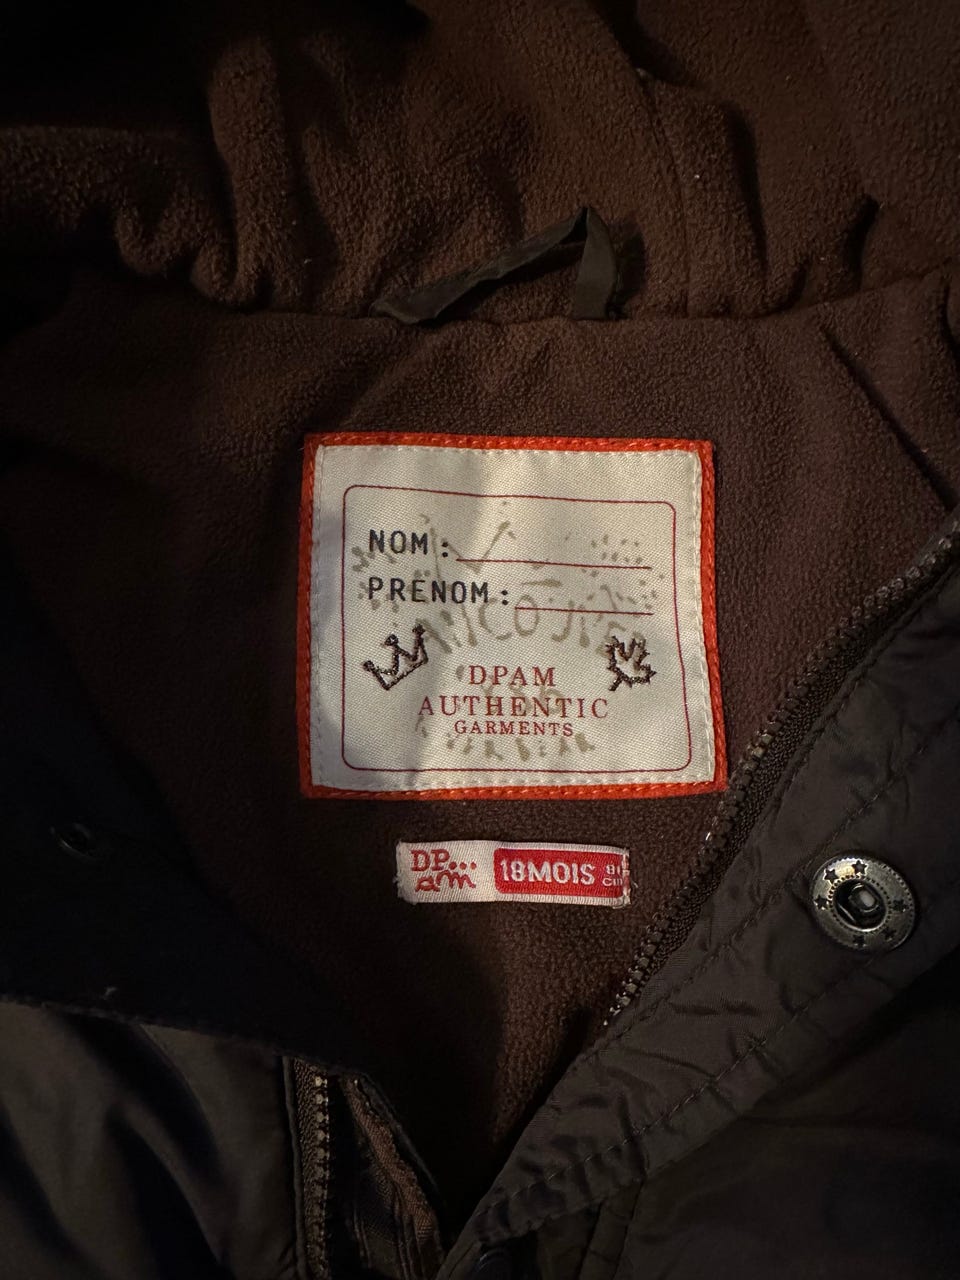 NOM :
PRENOM :
DPAM
AUTHENTIC
GARMENTS
DP...
am
18MOIS